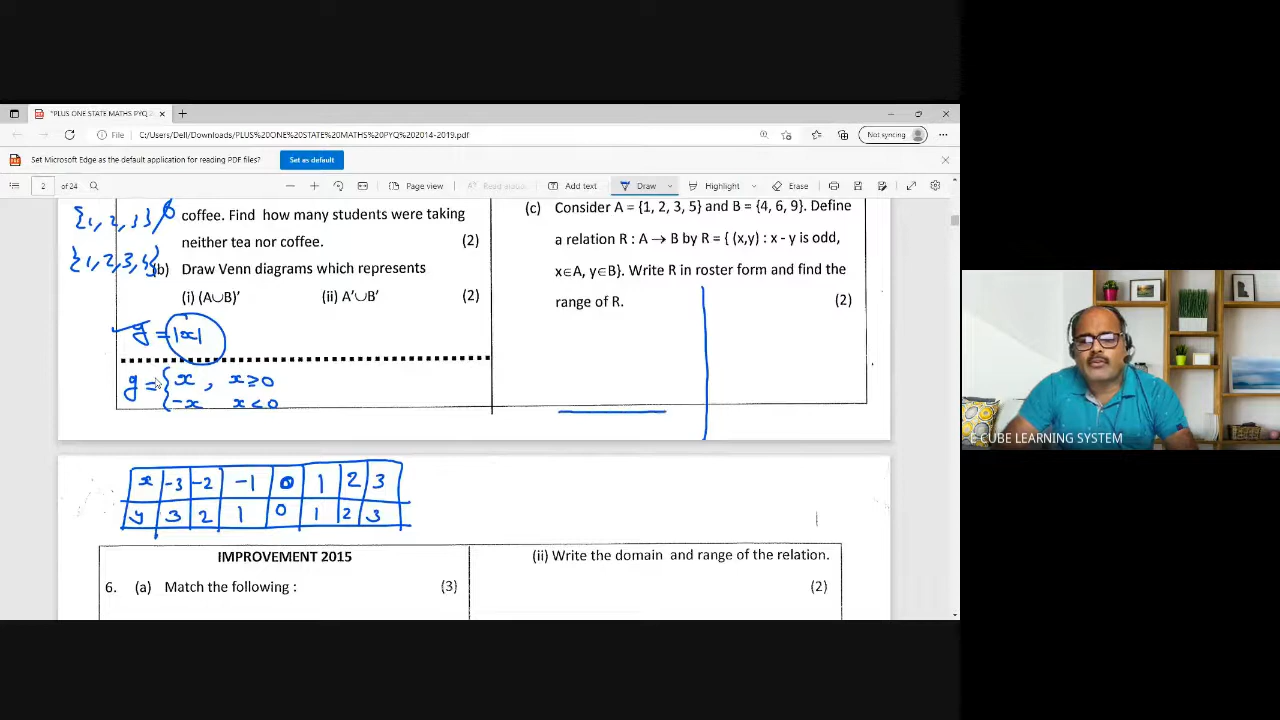 *PLUS ONE STATE MATHS PYQ 2
File
C:/Users/Dell/Downloads/PLUS%20ONE%20STATE%20MATHS%20PYQ%202014-2019.pdf
Not syncing
Set Microsoft Edge as the default application for reading PDF files?
Set as default
2 of 24
Page view
Read aloud
Add text
Draw
Highlight
Erase
{1, 2, 3}
coffee. Find how many students were taking
neither tea nor coffee. (2)
(b) Draw Venn diagrams which represents
(i) (A∪B)′ (ii) A′∪B′ (2)
y = |x|
y = { x , x ≥ 0
-x x < 0
(c) Consider A = {1, 2, 3, 5} and B = {4, 6, 9}. Define
a relation R : A → B by R = { (x,y) : x - y is odd,
x∈A, y∈B}. Write R in roster form and find the
range of R. (2)
x -3 -2 -1 0 1 2 3
y 3 2 1 0 1 2 3
IMPROVEMENT 2015
6. (a) Match the following : (3)
(ii) Write the domain and range of the relation.
(2)
E CUBE LEARNING SYSTEM